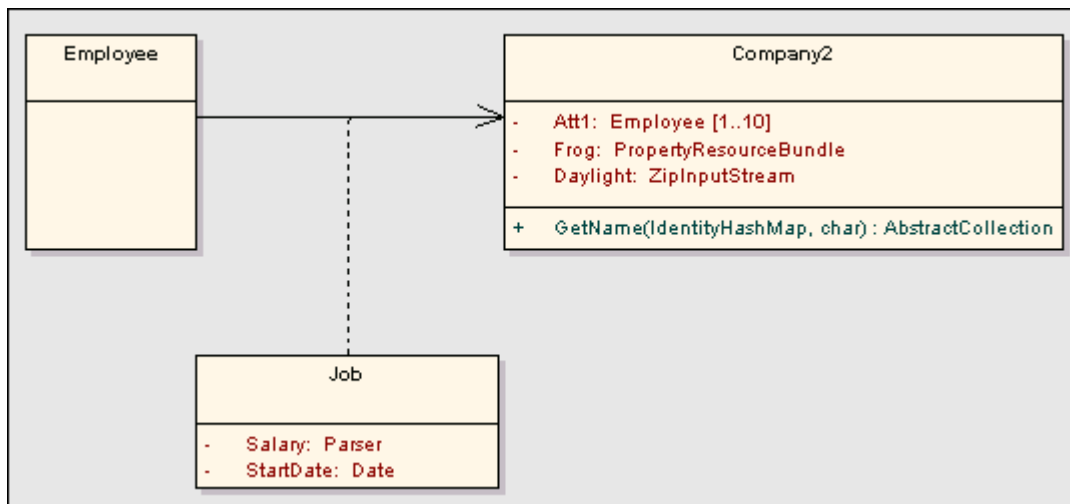 Employee
Company2
- Att1: Employee [1..10]
- Frog: PropertyResourceBundle
- Daylight: ZipInputStream
+ GetName(IdentityHashMap, char) : AbstractCollection
Job
- Salary: Parser
- StartDate: Date